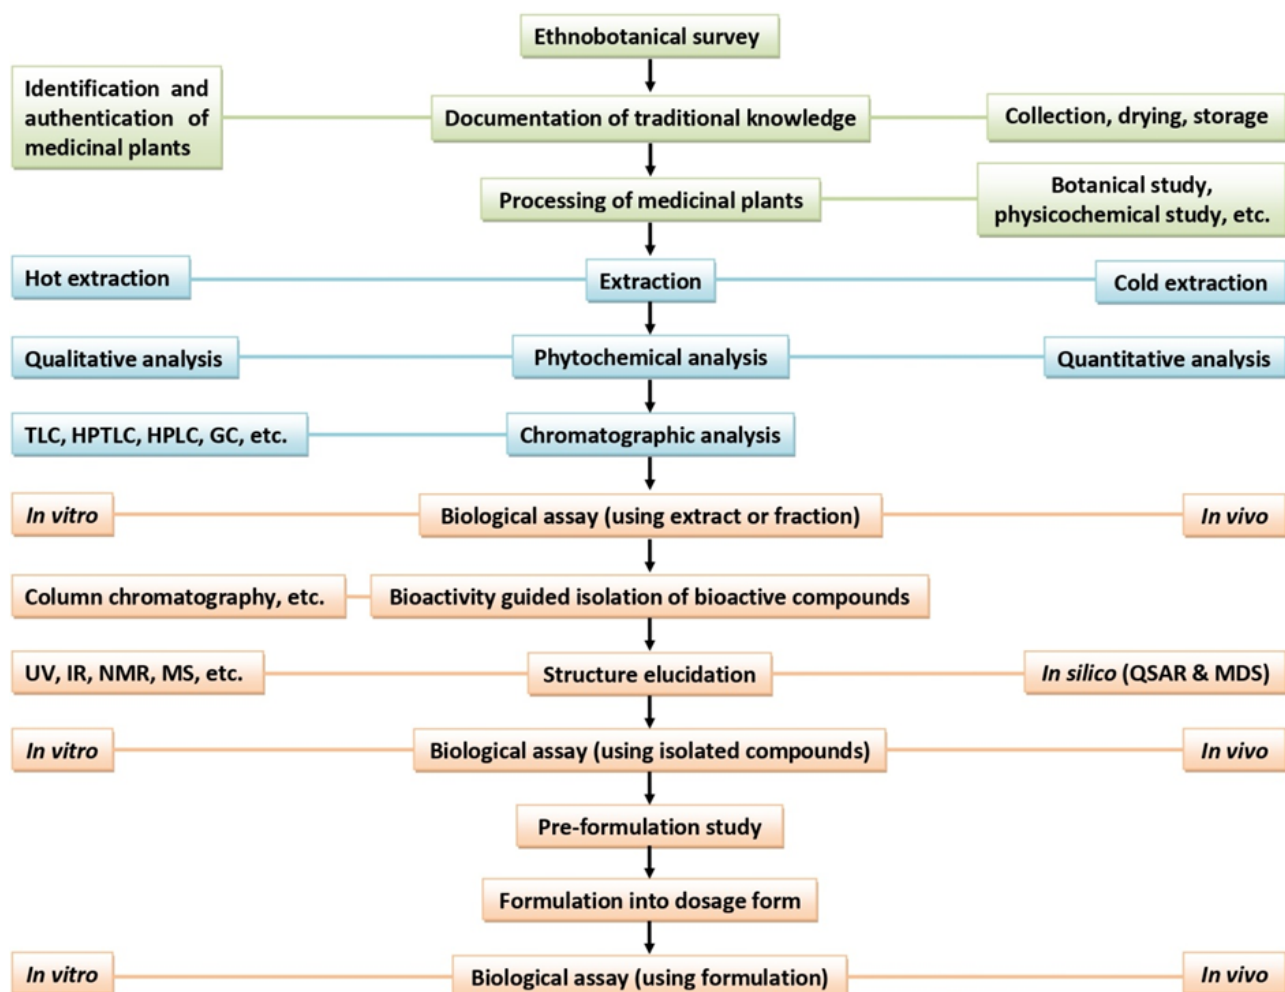 Ethnobotanical survey
Identification and
authentication of
medicinal plants
Documentation of traditional knowledge
Collection, drying, storage
Processing of medicinal plants
Botanical study,
physicochemical study, etc.
Hot extraction
Extraction
Cold extraction
Qualitative analysis
Phytochemical analysis
Quantitative analysis
TLC, HPTLC, HPLC, GC, etc.
Chromatographic analysis
In vitro
Biological assay (using extract or fraction)
In vivo
Column chromatography, etc.
Bioactivity guided isolation of bioactive compounds
UV, IR, NMR, MS, etc.
Structure elucidation
In silico (QSAR & MDS)
In vitro
Biological assay (using isolated compounds)
In vivo
Pre-formulation study
Formulation into dosage form
In vitro
Biological assay (using formulation)
In vivo